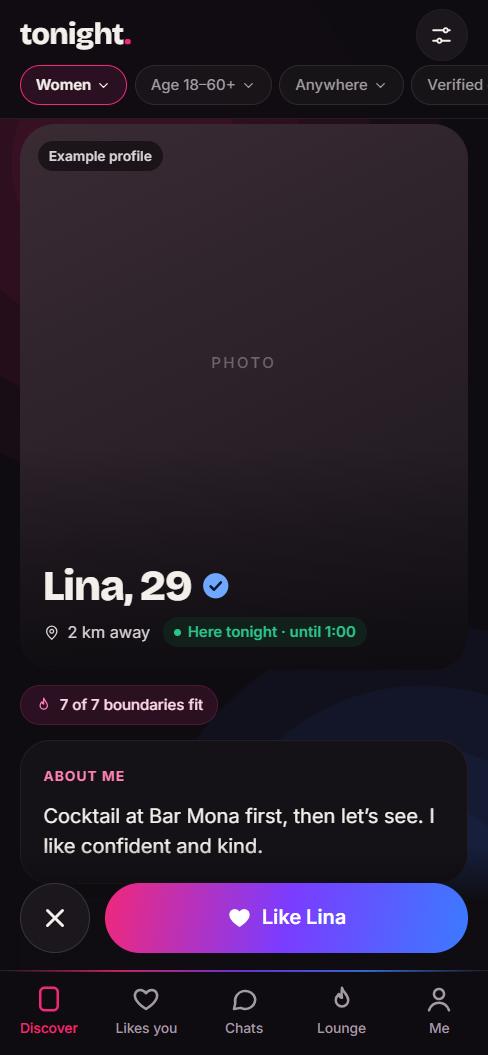 tonight.
Women
Age 18–60+
Anywhere
Verified
Example profile
PHOTO
Lina, 29
2 km away
Here tonight · until 1:00
7 of 7 boundaries fit
ABOUT ME
Cocktail at Bar Mona first, then let’s see. I
like confident and kind.
Like Lina
Discover
Likes you
Chats
Lounge
Me